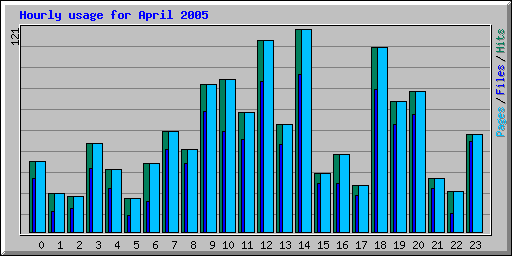 Hourly usage for April 2005
121
Pages/Files/Hits
0 1 2 3 4 5 6 7 8 9 10 11 12 13 14 15 16 17 18 19 20 21 22 23